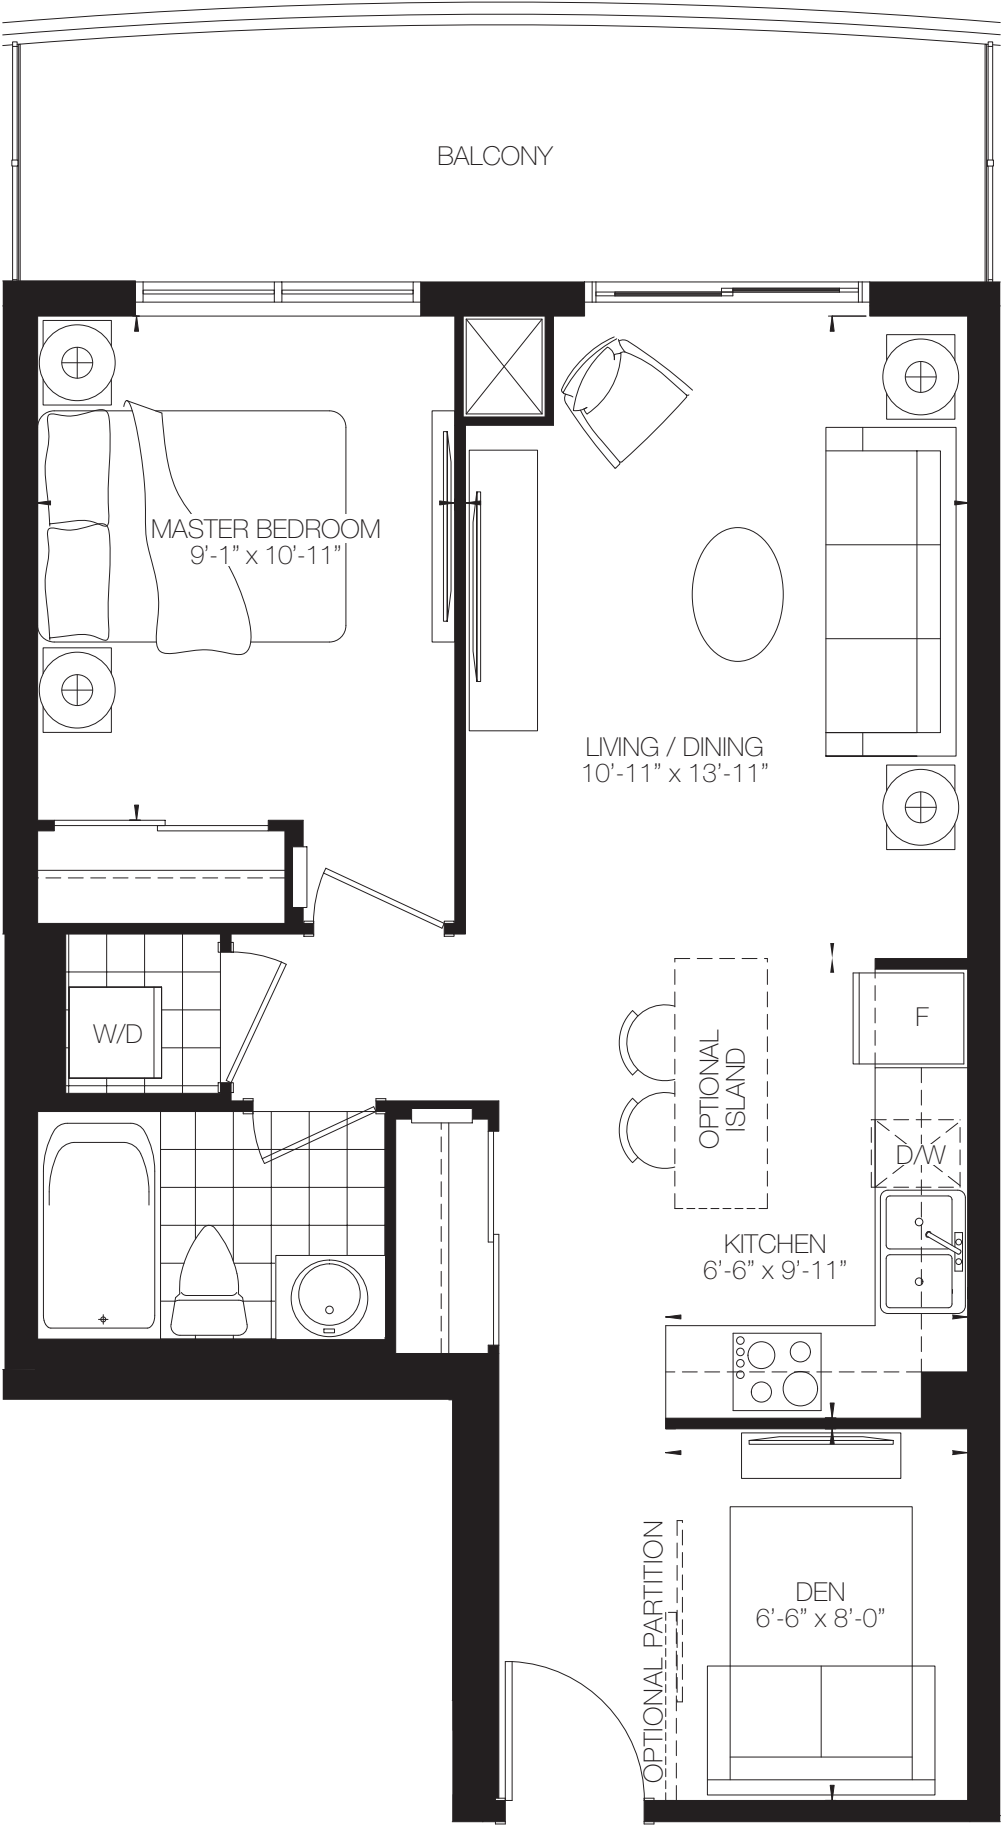 BALCONY
MASTER BEDROOM
9’-1” x 10’-11”
LIVING / DINING
10’-11” x 13’-11”
W/D
F
OPTIONAL
ISLAND
D/W
KITCHEN
6’-6” x 9’-11”
OPTIONAL PARTITION
DEN
6’-6” x 8’-0”